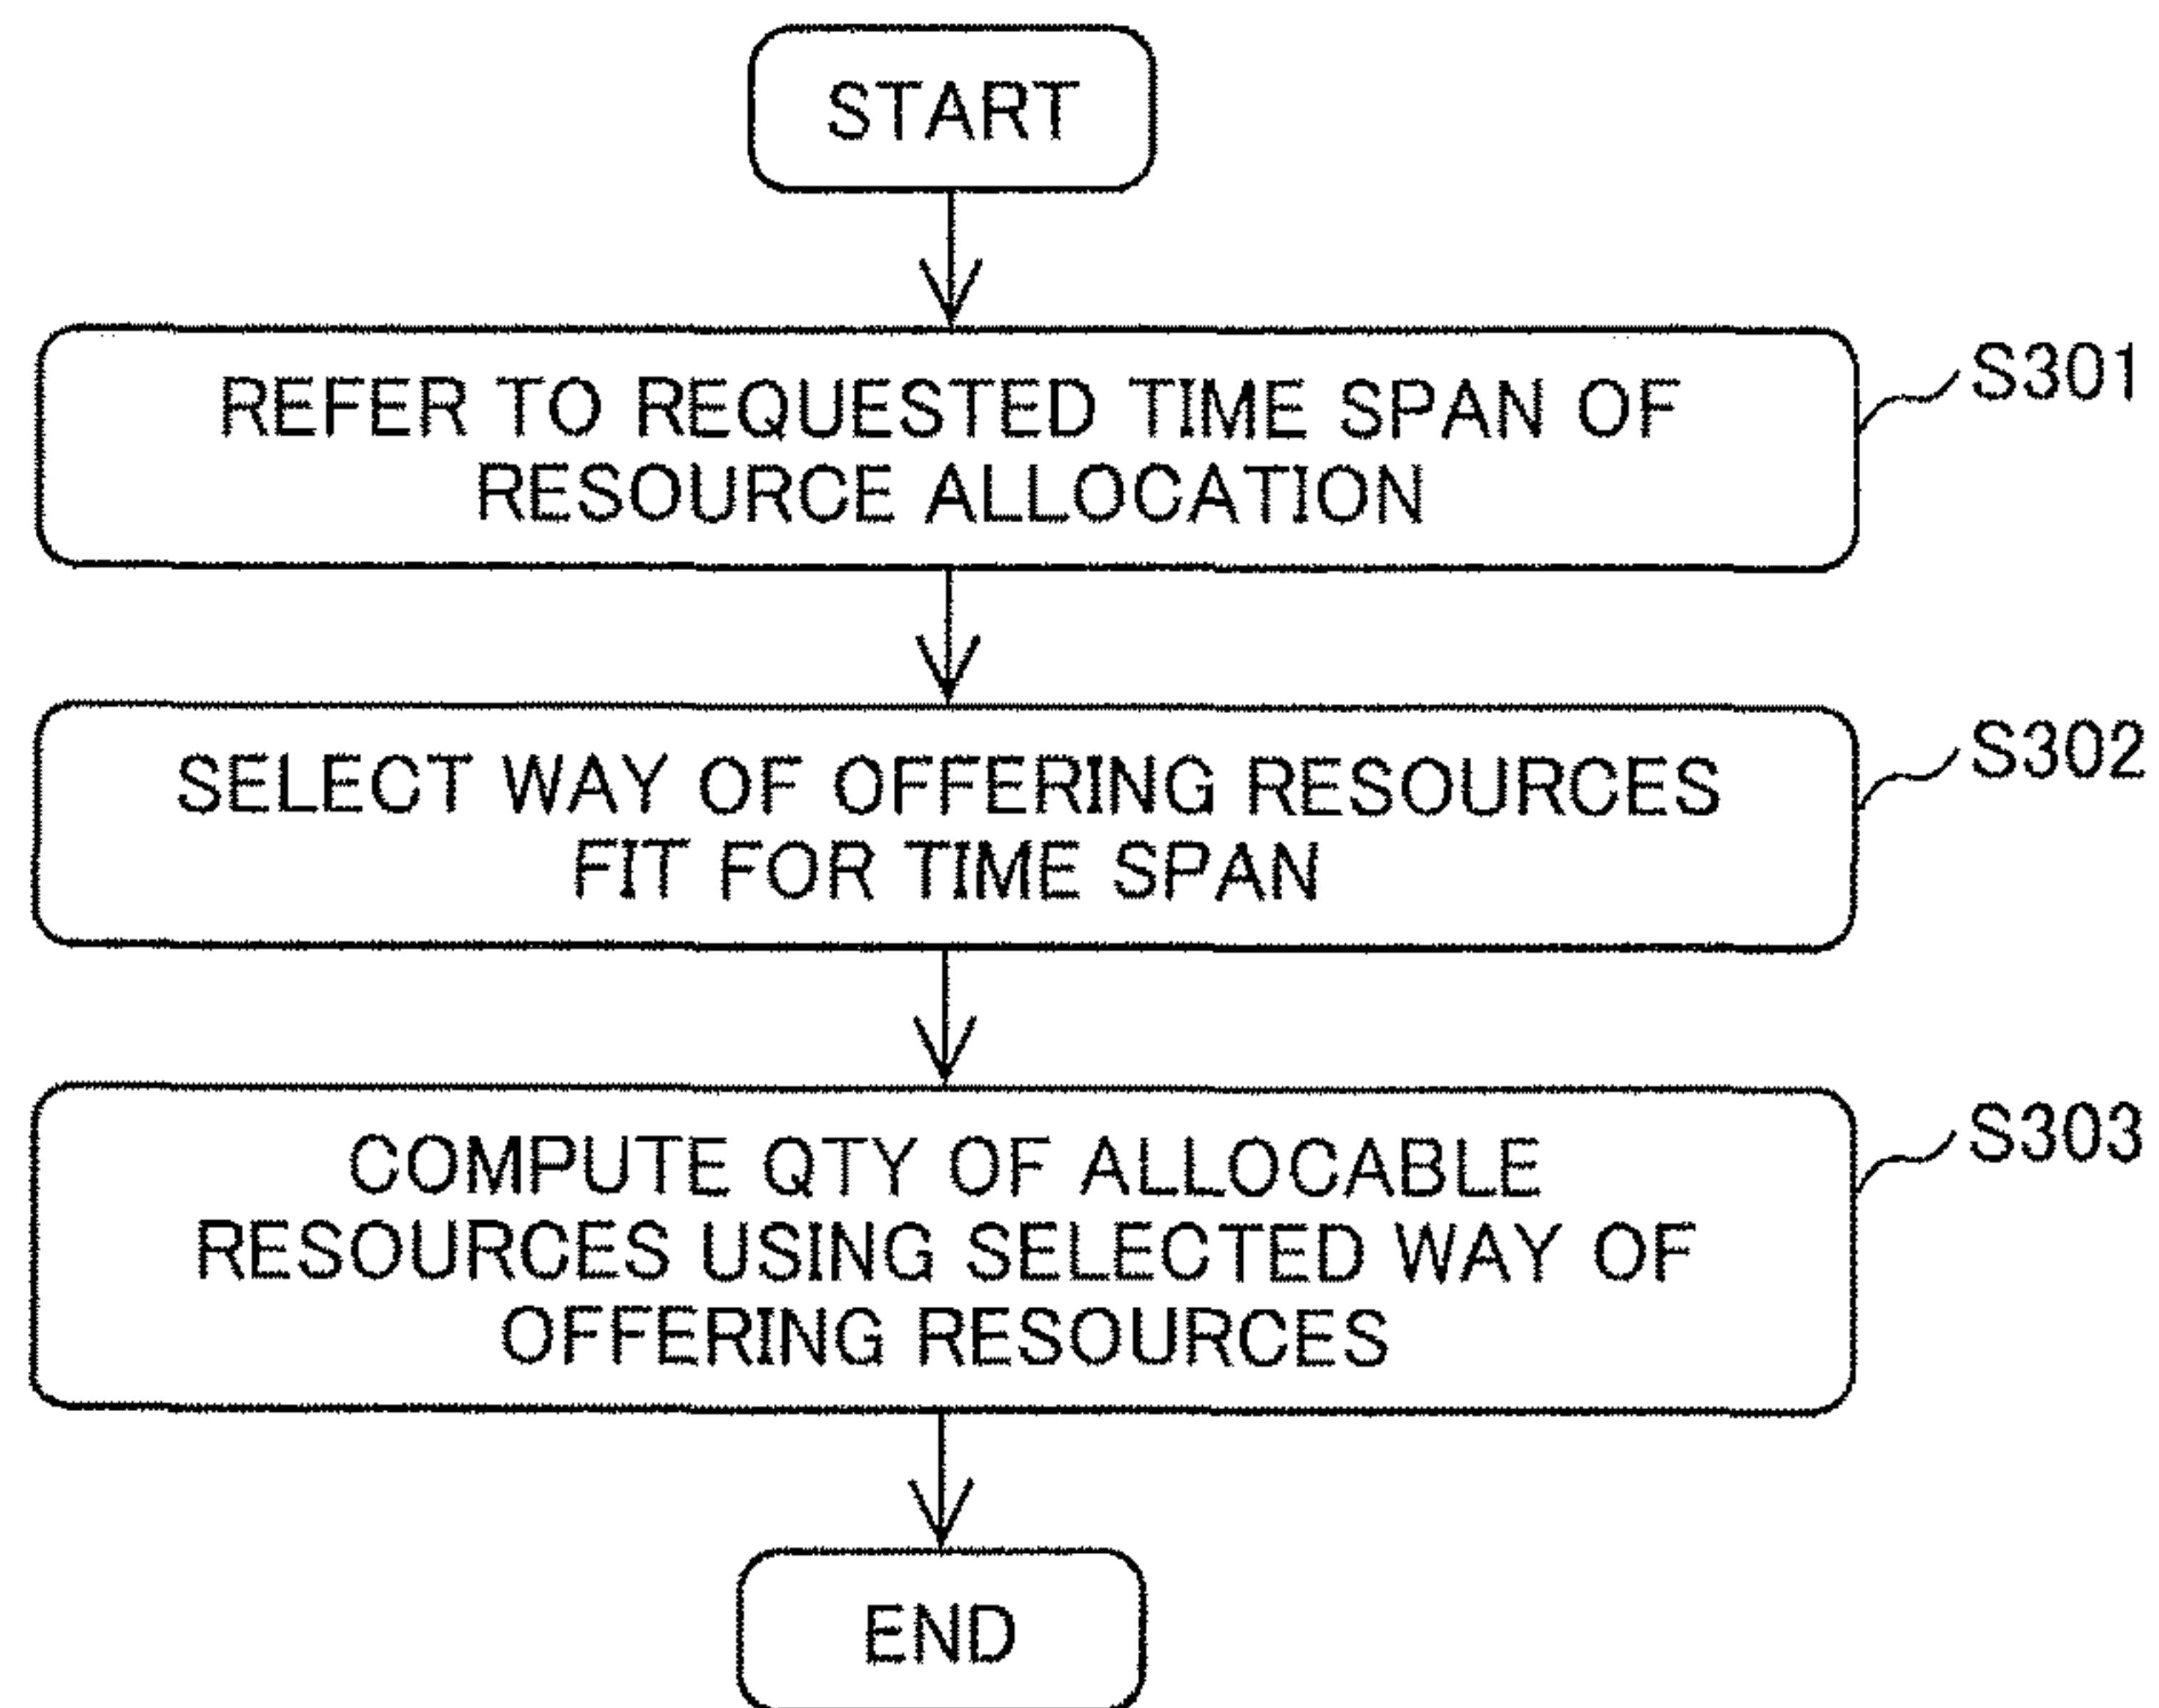 START
REFER TO REQUESTED TIME SPAN OF
RESOURCE ALLOCATION
S301
SELECT WAY OF OFFERING RESOURCES
FIT FOR TIME SPAN
S302
COMPUTE QTY OF ALLOCABLE
RESOURCES USING SELECTED WAY OF
OFFERING RESOURCES
S303
END